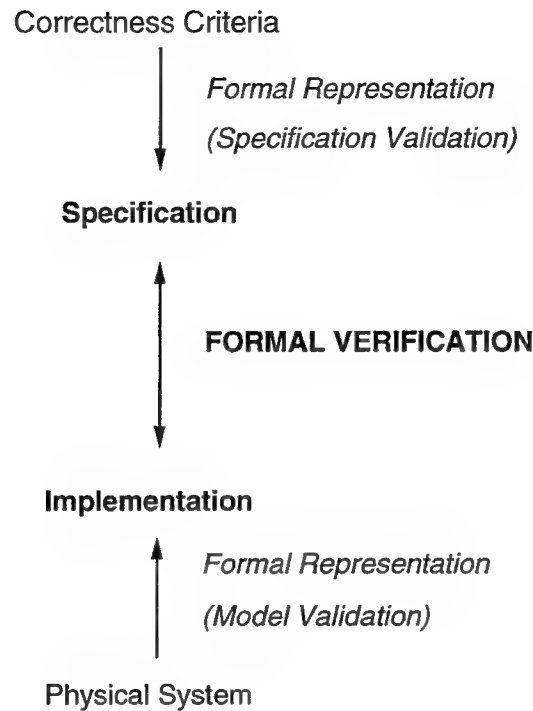 Correctness Criteria
Formal Representation
(Specification Validation)
Specification
FORMAL VERIFICATION
Implementation
Formal Representation
(Model Validation)
Physical System